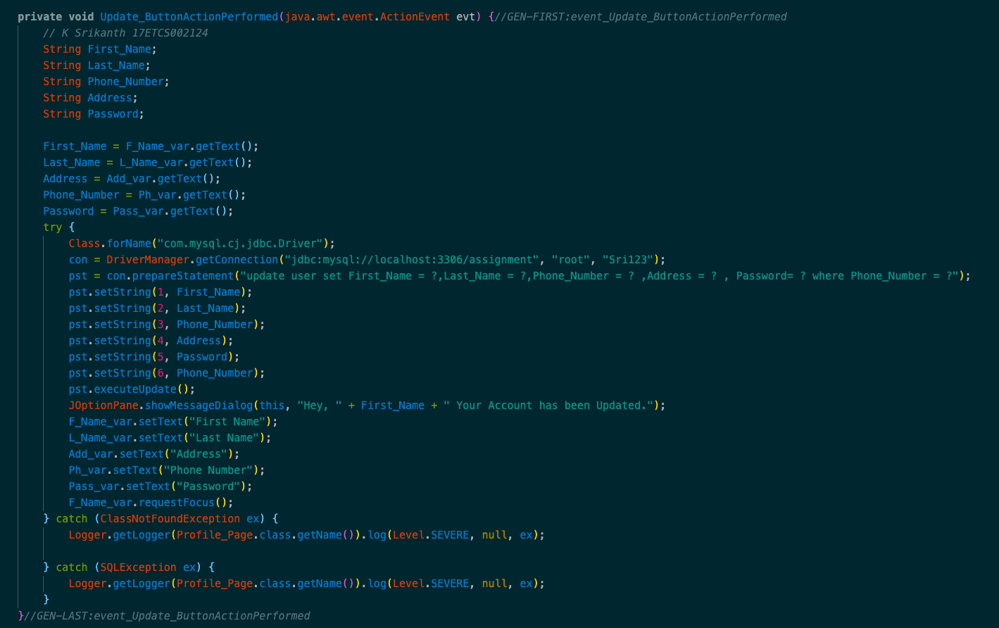 private void Update_ButtonActionPerformed(java.awt.event.ActionEvent evt) {//GEN-FIRST:event_Update_ButtonActionPerformed
    // K Srikanth 17ETCS002124
    String First_Name;
    String Last_Name;
    String Phone_Number;
    String Address;
    String Password;

    First_Name = F_Name_var.getText();
    Last_Name = L_Name_var.getText();
    Address = Add_var.getText();
    Phone_Number = Ph_var.getText();
    Password = Pass_var.getText();
    try {
        Class.forName("com.mysql.cj.jdbc.Driver");
        con = DriverManager.getConnection("jdbc:mysql://localhost:3306/assignment", "root", "Sri123");
        pst = con.prepareStatement("update user set First_Name = ?,Last_Name = ?,Phone_Number = ? ,Address = ? , Password= ? where Phone_Number = ?");
        pst.setString(1, First_Name);
        pst.setString(2, Last_Name);
        pst.setString(3, Phone_Number);
        pst.setString(4, Address);
        pst.setString(5, Password);
        pst.setString(6, Phone_Number);
        pst.executeUpdate();
        JOptionPane.showMessageDialog(this, "Hey, " + First_Name + " Your Account has been Updated.");
        F_Name_var.setText("First Name");
        L_Name_var.setText("Last Name");
        Add_var.setText("Address");
        Ph_var.setText("Phone Number");
        Pass_var.setText("Password");
        F_Name_var.requestFocus();
    } catch (ClassNotFoundException ex) {
        Logger.getLogger(Profile_Page.class.getName()).log(Level.SEVERE, null, ex);

    } catch (SQLException ex) {
        Logger.getLogger(Profile_Page.class.getName()).log(Level.SEVERE, null, ex);
    }
}//GEN-LAST:event_Update_ButtonActionPerformed